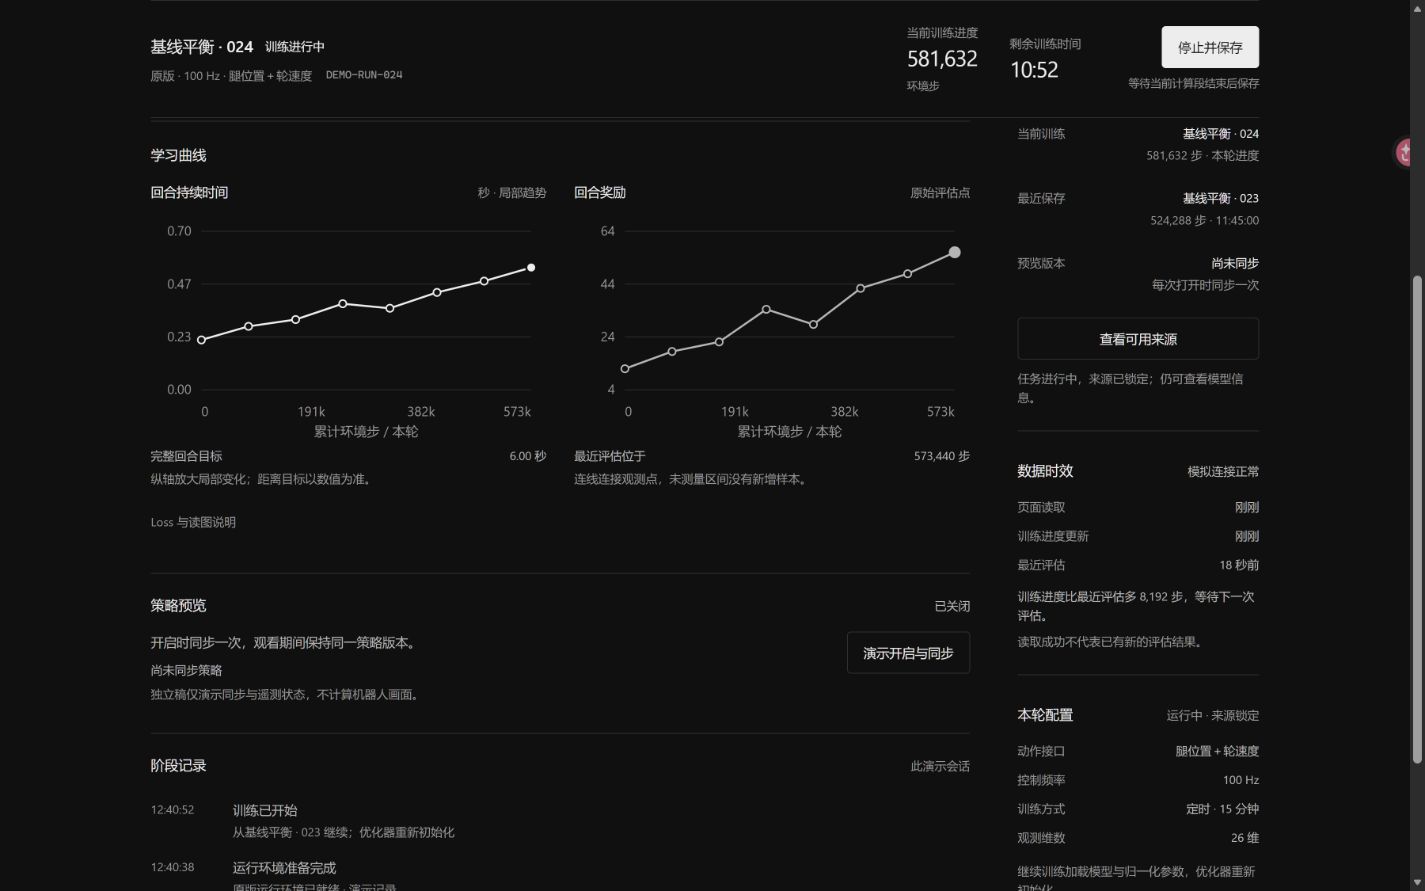 基线平衡 · 024 训练进行中
原版 · 100 Hz · 腿位置 + 轮速度 DEMO-RUN-024
当前训练进度
581,632
环境步
剩余训练时间
10:52
停止并保存
等待当前计算段结束后保存
学习曲线
回合持续时间 秒 · 局部趋势
0.70
0.47
0.23
0.00
0 191k 382k 573k
累计环境步 / 本轮
完整回合目标 6.00 秒
纵轴放大局部变化；距离目标以数值为准。
回合奖励 原始评估点
64
44
24
4
0 191k 382k 573k
累计环境步 / 本轮
最近评估位于 573,440 步
连线连接观测点，未测量区间没有新增样本。
Loss 与读图说明
策略预览 已关闭
开启时同步一次，观看期间保持同一策略版本。
尚未同步策略
独立稿仅演示同步与遥测状态，不计算机器人画面。
演示开启与同步
阶段记录 此演示会话
12:40:52 训练已开始
从基线平衡 · 023 继续；优化器重新初始化
12:40:38 运行环境准备完成
原版运行环境已就绪 · 演示记录
当前训练 基线平衡 · 024
581,632 步 · 本轮进度
最近保存 基线平衡 · 023
524,288 步 · 11:45:00
预览版本 尚未同步
每次打开时同步一次
查看可用来源
任务进行中，来源已锁定；仍可查看模型信
息。
数据时效 模拟连接正常
页面读取 刚刚
训练进度更新 刚刚
最近评估 18 秒前
训练进度比最近评估多 8,192 步，等待下一次
评估。
读取成功不代表已有新的评估结果。
本轮配置 运行中 · 来源锁定
动作接口 腿位置 + 轮速度
控制频率 100 Hz
训练方式 定时 · 15 分钟
观测维数 26 维
继续训练加载模型与归一化参数，优化器重新
初始化